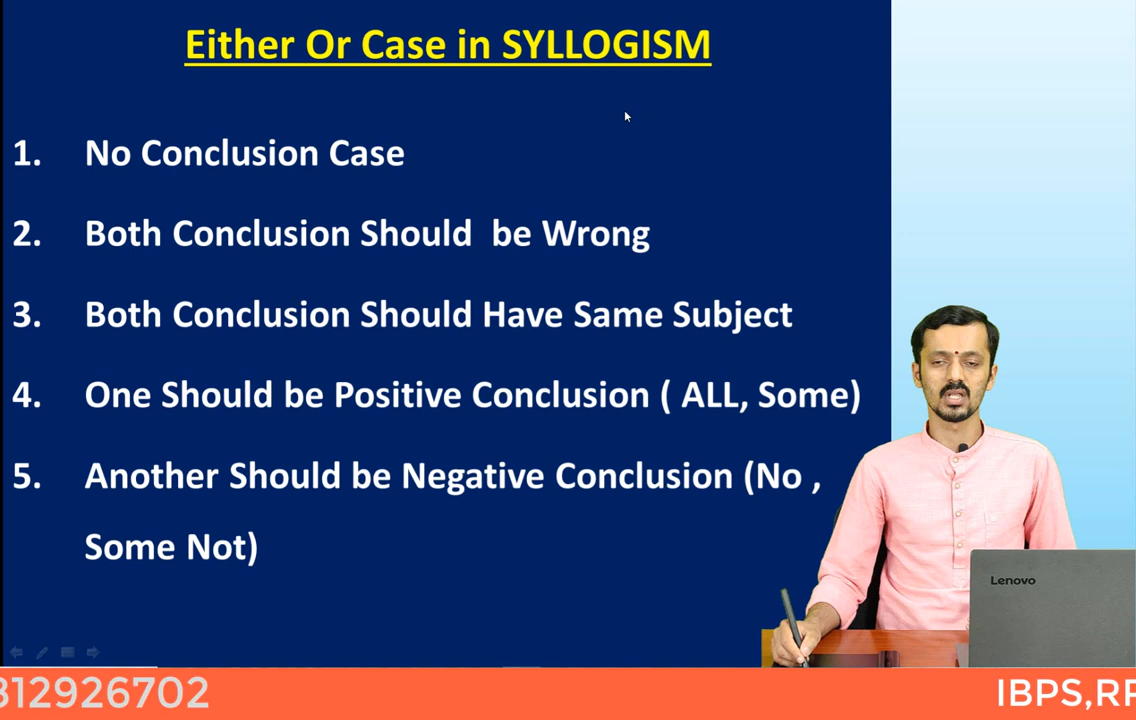 Either Or Case in SYLLOGISM
1. No Conclusion Case
2. Both Conclusion Should be Wrong
3. Both Conclusion Should Have Same Subject
4. One Should be Positive Conclusion ( ALL, Some)
5. Another Should be Negative Conclusion (No ,
Some Not)
Lenovo
312926702
IBPS,RR